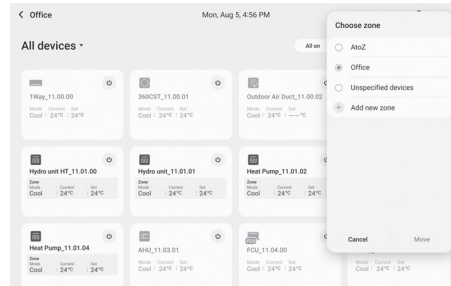 Office
Mon, Aug 5, 4:56 PM
All devices
All on
Choose zone
AtoZ
Office
Unspecified devices
Add new zone
Cancel
Move
1Way_11.00.00
Mode Current Set
Cool 24°C 24°C
360CST_11.00.01
Mode Current Set
Cool 24°C 24°C
Outdoor Air Duct_11.00.02
Mode Current Set
Cool 24°C —°C
Hydro unit HT_11.01.00
Zone
Mode Current Set
Cool 24°C 24°C
Hydro unit_11.01.01
Zone
Mode Current Set
Cool 24°C 24°C
Heat Pump_11.01.02
Zone
Mode Current Set
Cool 24°C 24°C
Heat Pump_11.01.04
Zone
Mode Current Set
Cool 24°C 24°C
AHU_11.03.01
Mode Current Set
Cool 24°C 24°C
FCU
FCU_11.04.00
Mode Current Set
Cool 24°C 24°C
Cool 24°C 24°C